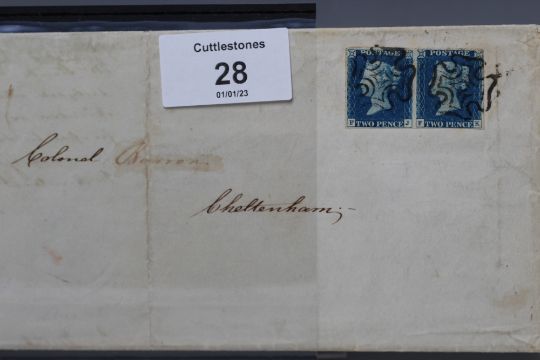 Cuttlestones
28
01/01/23
POSTAGE POSTAGE
TWO PENCE TWO PENCE
Colonel
Cheltenham;-